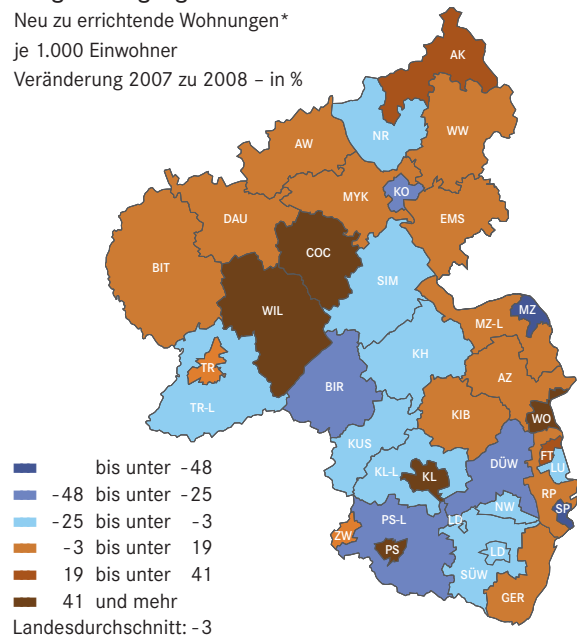 Neu zu errichtende Wohnungen*
je 1.000 Einwohner
Veränderung 2007 zu 2008 – in %
AK
NR
WW
AW
MYK
KO
DAU
EMS
COC
BIT
SIM
WIL
MZ
MZ-L
KH
TR
AZ
BIR
TR-L
KIB
WO
KUS
FT
DÜW
LU
KL-L
KL
RP
NW
SP
PS-L
LD
ZW
PS
LD
SÜW
GER
bis unter -48
-48 bis unter -25
-25 bis unter -3
-3 bis unter 19
19 bis unter 41
41 und mehr
Landesdurchschnitt: -3